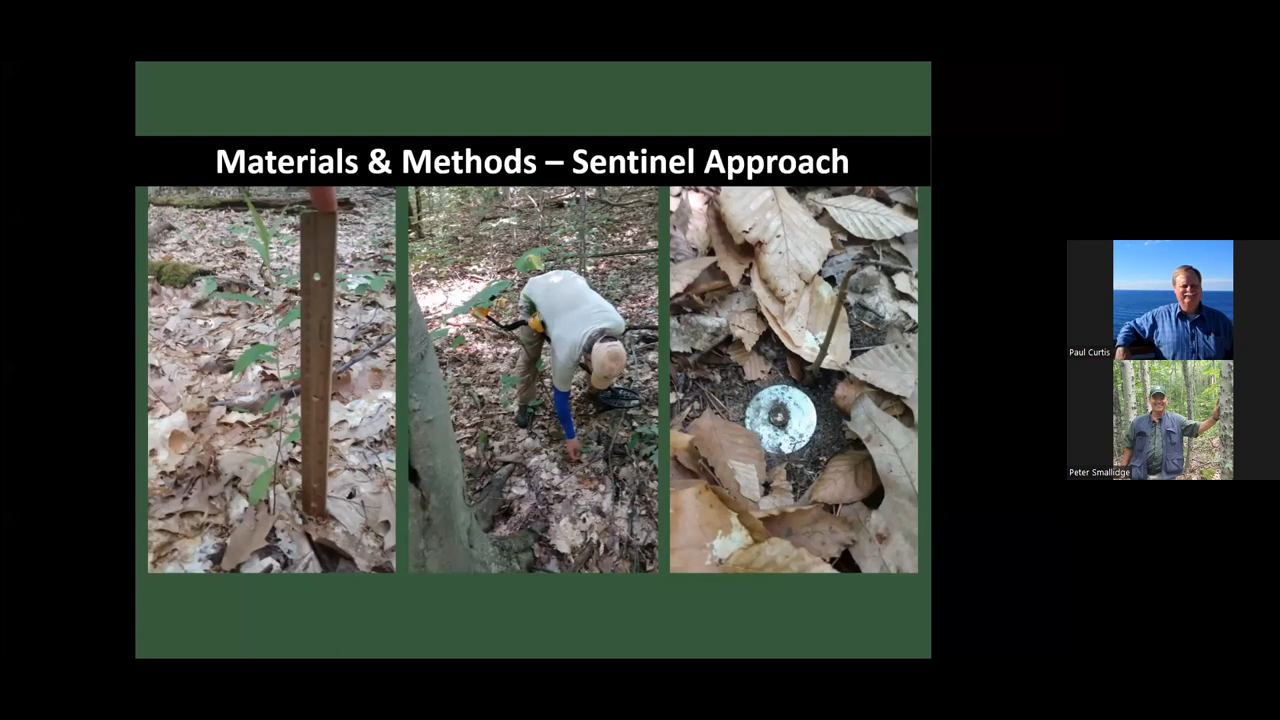 Materials & Methods – Sentinel Approach
Paul Curtis
Peter Smallidge